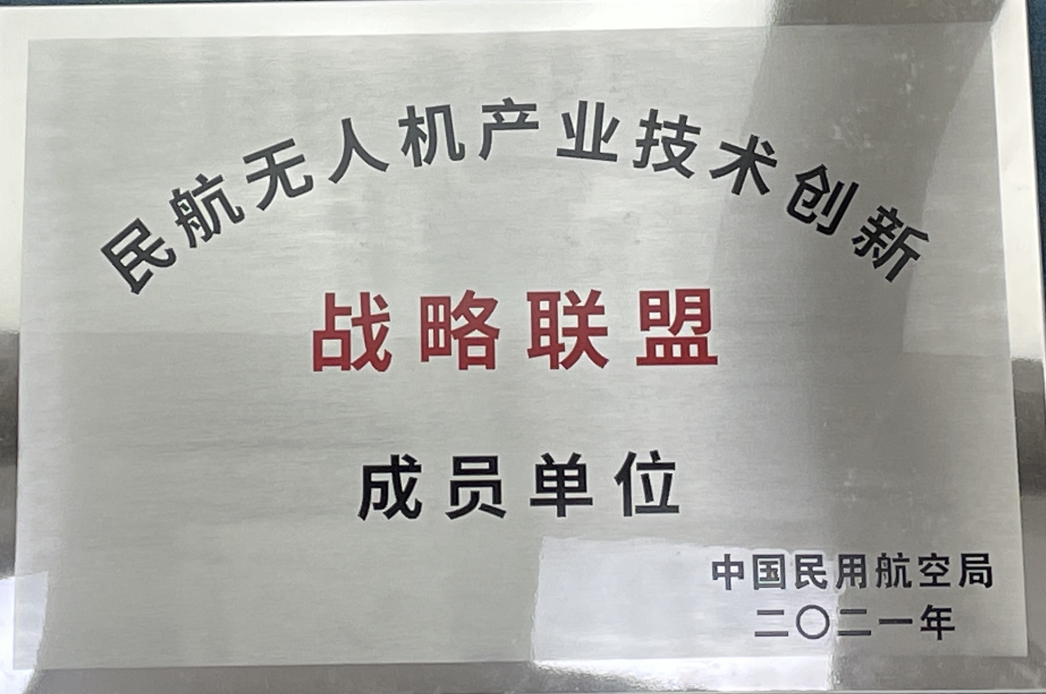 民航无人机产业技术创新
战略联盟
成员单位
中国民用航空局
二〇二一年